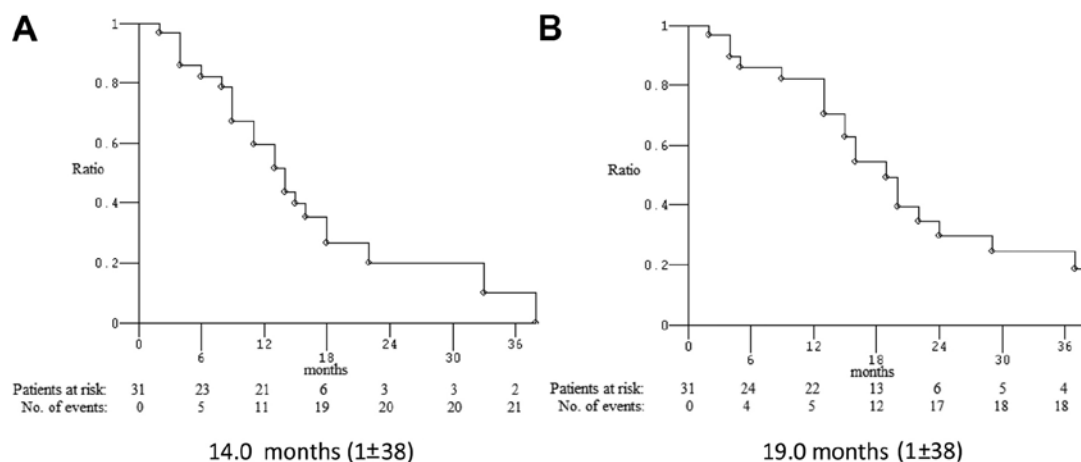 A
1
0.8
0.6
Ratio
0.4
0.2
0
0 6 12 18 24 30 36
months
Patients at risk: 31 23 21 6 3 3 2
No. of events: 0 5 11 19 20 20 21
14.0 months (1±38)
B
1
0.8
0.6
Ratio
0.4
0.2
0
0 6 12 18 24 30 36
months
Patients at risk: 31 24 22 13 6 5 4
No. of events: 0 4 5 12 17 18 18
19.0 months (1±38)